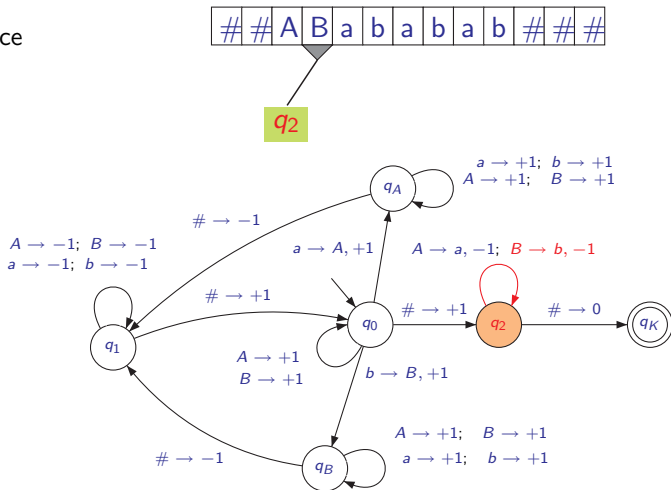 # # A B a b a b a b # # #
ce
q2
a → +1; b → +1
A → +1; B → +1
qA
# → −1
A → −1; B → −1
a → −1; b → −1
a → A, +1
A → a, −1; B → b, −1
# → +1
# → +1
# → 0
q0
q2
qK
q1
A → +1
B → +1
b → B, +1
A → +1; B → +1
a → +1; b → +1
# → −1
qB